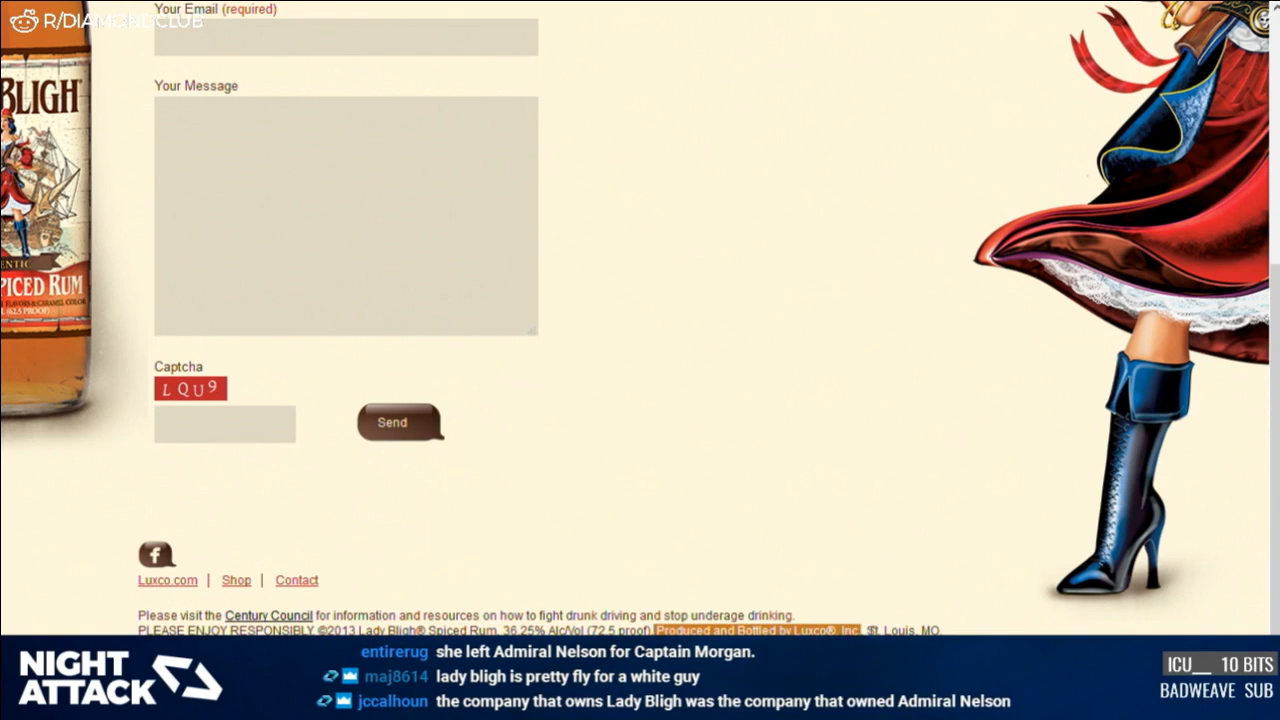 R/DIAMONDCLUB
Your Email (required)
Your Message
BLIGH
SPICED RUM
Captcha
LQU9
Send
f
Luxco.com | Shop | Contact
Please visit the Century Council for information and resources on how to fight drunk driving and stop underage drinking.
PLEASE ENJOY RESPONSIBLY ©2013 Lady Bligh® Spiced Rum, 36.25% Alc/Vol (72.5 proof) Produced and Bottled by Luxco®, Inc. St. Louis, MO.
NIGHT ATTACK
entirerug she left Admiral Nelson for Captain Morgan.
maj8614 lady bligh is pretty fly for a white guy
jccalhoun the company that owns Lady Bligh was the company that owned Admiral Nelson
ICU__ 10 BITS
BADWEAVE SUB